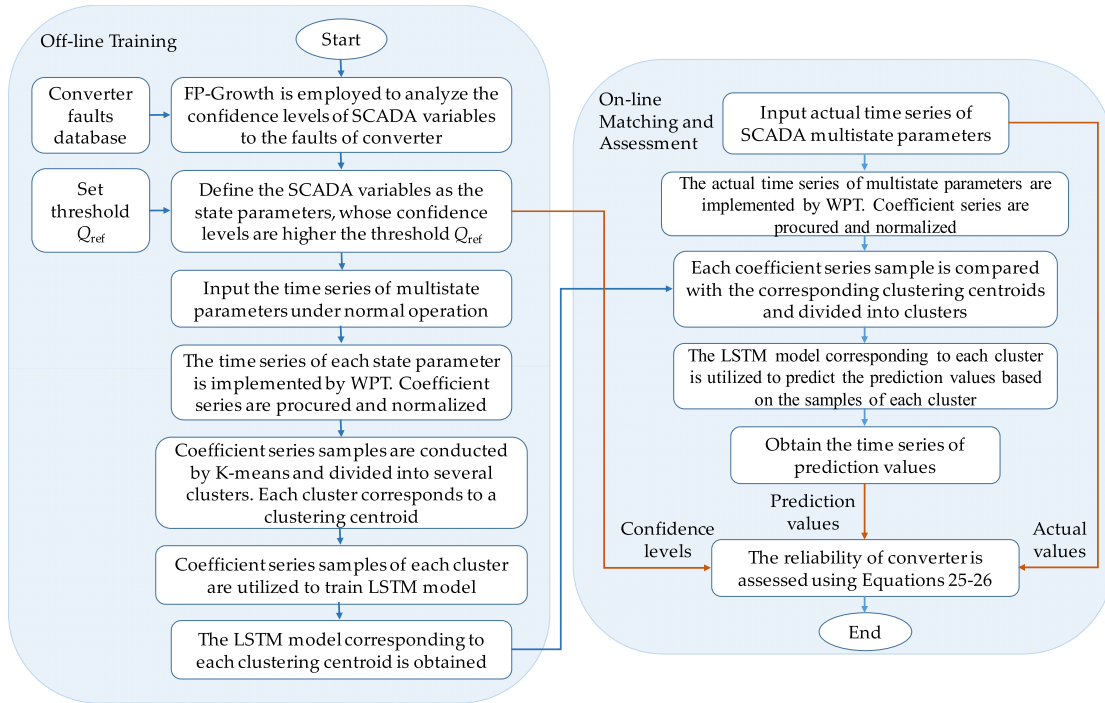 Off-line Training
Start
Converter
faults
database
FP-Growth is employed to analyze the
confidence levels of SCADA variables
to the faults of converter
Set
threshold
Qref
Define the SCADA variables as the
state parameters, whose confidence
levels are higher the threshold Qref
Input the time series of multistate
parameters under normal operation
The time series of each state parameter
is implemented by WPT. Coefficient
series are procured and normalized
Coefficient series samples are conducted
by K-means and divided into several
clusters. Each cluster corresponds to a
clustering centroid
Coefficient series samples of each cluster
are utilized to train LSTM model
The LSTM model corresponding to
each clustering centroid is obtained
On-line
Matching and
Assessment
Input actual time series of
SCADA multistate parameters
The actual time series of multistate parameters are
implemented by WPT. Coefficient series are
procured and normalized
Each coefficient series sample is compared
with the corresponding clustering centroids
and divided into clusters
The LSTM model corresponding to each cluster
is utilized to predict the prediction values based
on the samples of each cluster
Obtain the time series of
prediction values
Prediction
values
Confidence
levels
Actual
values
The reliability of converter is
assessed using Equations 25-26
End